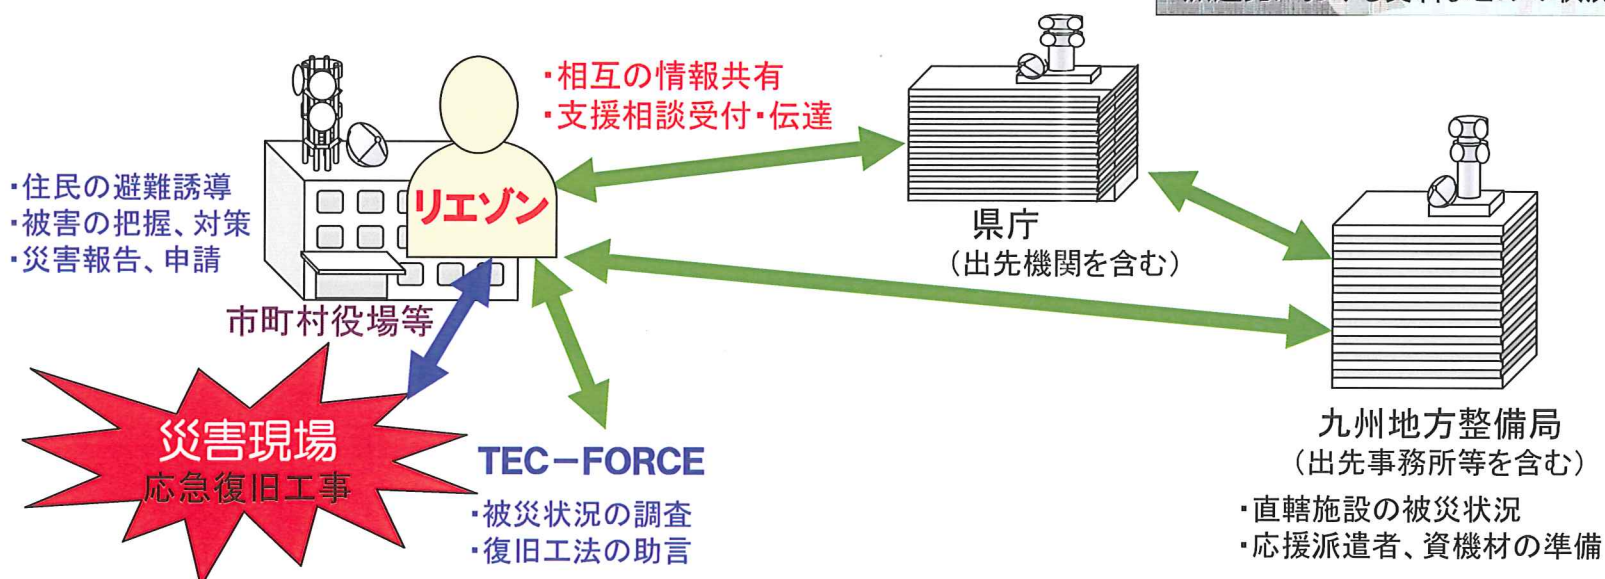 ・相互の情報共有
・支援相談受付・伝達
・住民の避難誘導
・被害の把握、対策
・災害報告、申請
リエゾン
市町村役場等
県庁
（出先機関を含む）
災害現場
応急復旧工事
TEC－FORCE
・被災状況の調査
・復旧工法の助言
九州地方整備局
（出先事務所等を含む）
・直轄施設の被災状況
・応援派遣者、資機材の準備